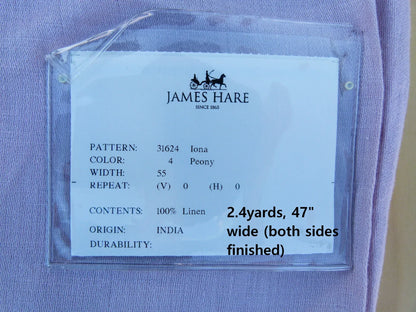 JAMES HARE
SINCE 1865
PATTERN: 31624 Iona
COLOR: 4 Peony
WIDTH: 55
REPEAT: (V) 0 (H) 0
CONTENTS: 100% Linen
ORIGIN: INDIA
DURABILITY:
2.4yards, 47"
wide (both sides
finished)